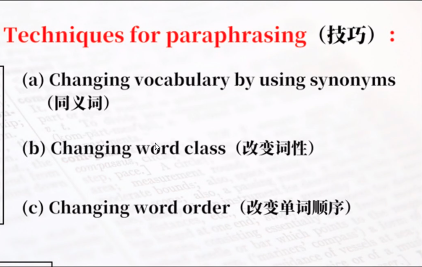 Techniques for paraphrasing（技巧）:
(a) Changing vocabulary by using synonyms
（同义词）
(b) Changing word class（改变词性）
(c) Changing word order（改变单词顺序）